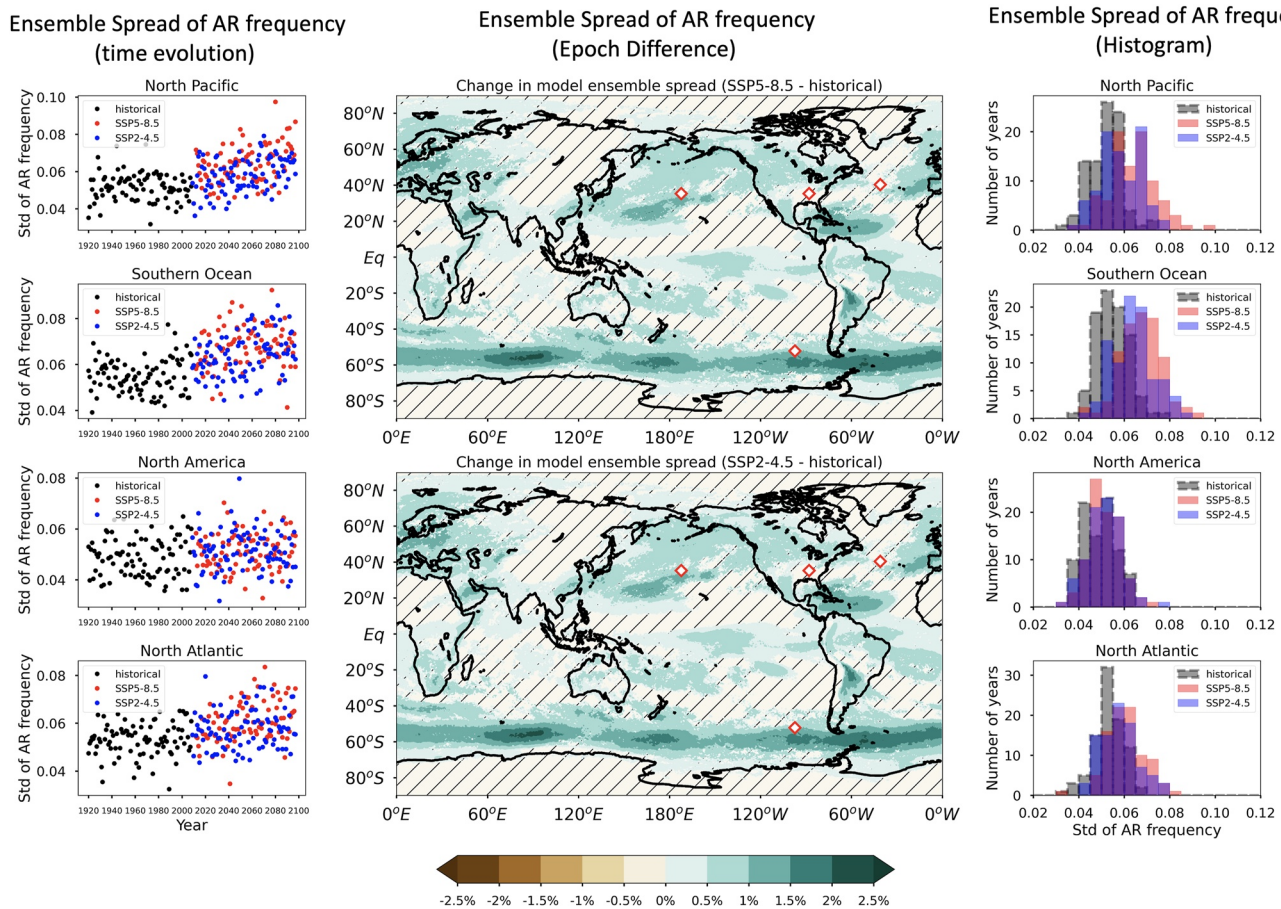 Ensemble Spread of AR frequency
(time evolution)
Ensemble Spread of AR frequency
(Epoch Difference)
Ensemble Spread of AR freque
(Histogram)
North Pacific
Std of AR frequency
0.10
0.08
0.06
0.04
historical
SSP5-8.5
SSP2-4.5
1920 1940 1960 1980 2000 2020 2040 2060 2080 2100
Southern Ocean
Std of AR frequency
0.08
0.06
0.04
historical
SSP5-8.5
SSP2-4.5
1920 1940 1960 1980 2000 2020 2040 2060 2080 2100
North America
Std of AR frequency
0.08
0.06
0.04
historical
SSP5-8.5
SSP2-4.5
1920 1940 1960 1980 2000 2020 2040 2060 2080 2100
North Atlantic
Std of AR frequency
0.08
0.06
0.04
historical
SSP5-8.5
SSP2-4.5
1920 1940 1960 1980 2000 2020 2040 2060 2080 2100
Year
Change in model ensemble spread (SSP5-8.5 - historical)
80°N
60°N
40°N
20°N
Eq
20°S
40°S
60°S
80°S
0°E 60°E 120°E 180°E 120°W 60°W 0°W
Change in model ensemble spread (SSP2-4.5 - historical)
80°N
60°N
40°N
20°N
Eq
20°S
40°S
60°S
80°S
0°E 60°E 120°E 180°E 120°W 60°W 0°W
-2.5% -2% -1.5% -1% -0.5% 0% 0.5% 1% 1.5% 2% 2.5%
North Pacific
Number of years
20
10
0
historical
SSP5-8.5
SSP2-4.5
0.02 0.04 0.06 0.08 0.10 0.12
Southern Ocean
Number of years
20
15
10
5
0
historical
SSP5-8.5
SSP2-4.5
0.02 0.04 0.06 0.08 0.10 0.12
North America
Number of years
20
10
0
historical
SSP5-8.5
SSP2-4.5
0.02 0.04 0.06 0.08 0.10 0.12
North Atlantic
Number of years
30
20
10
0
historical
SSP5-8.5
SSP2-4.5
0.02 0.04 0.06 0.08 0.10 0.12
Std of AR frequency